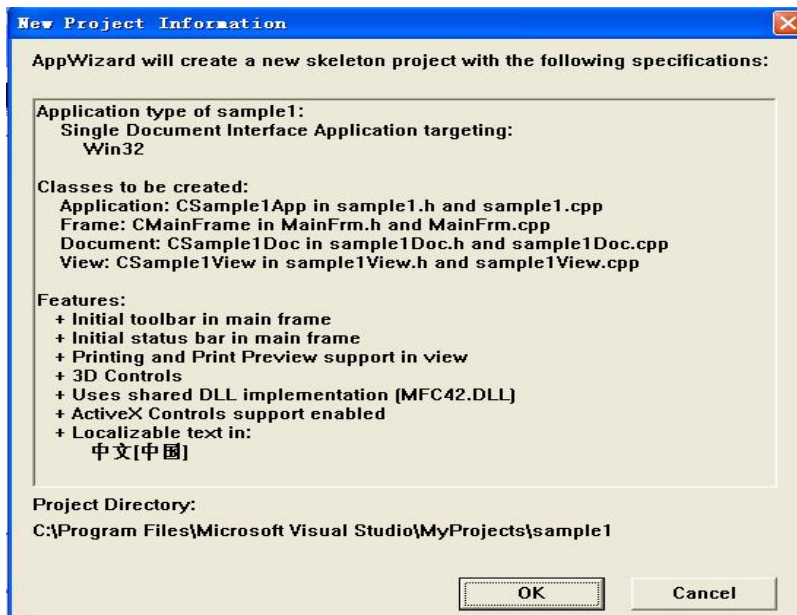 New Project Information
AppWizard will create a new skeleton project with the following specifications:
Application type of sample1:
Single Document Interface Application targeting:
Win32
Classes to be created:
Application: CSample1App in sample1.h and sample1.cpp
Frame: CMainFrame in MainFrm.h and MainFrm.cpp
Document: CSample1Doc in sample1Doc.h and sample1Doc.cpp
View: CSample1View in sample1View.h and sample1View.cpp
Features:
+ Initial toolbar in main frame
+ Initial status bar in main frame
+ Printing and Print Preview support in view
+ 3D Controls
+ Uses shared DLL implementation (MFC42.DLL)
+ ActiveX Controls support enabled
+ Localizable text in:
中文[中国]
Project Directory:
C:\Program Files\Microsoft Visual Studio\MyProjects\sample1
OK Cancel